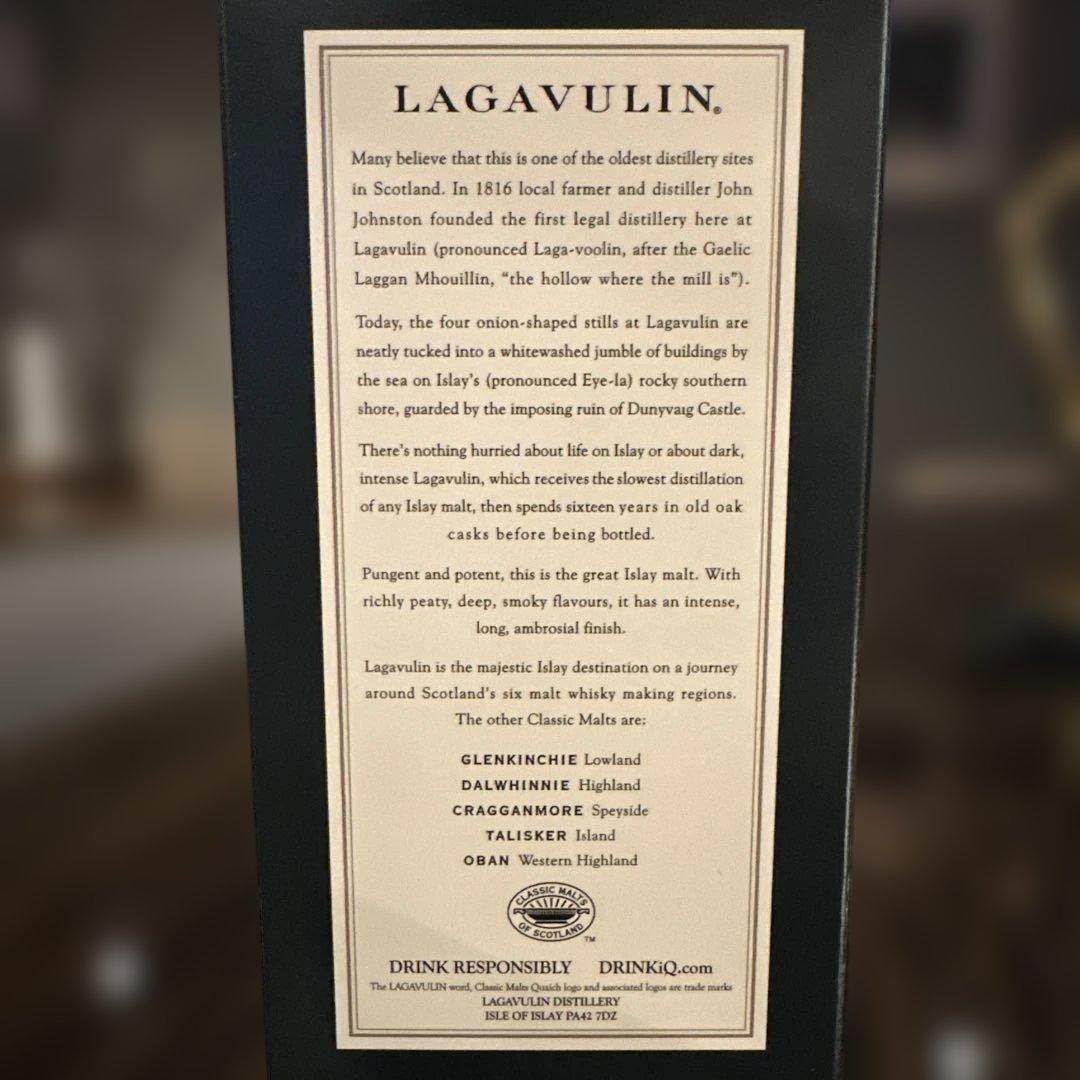 LAGAVULIN®
Many believe that this is one of the oldest distillery sites
in Scotland. In 1816 local farmer and distiller John
Johnston founded the first legal distillery here at
Lagavulin (pronounced Laga-voolin, after the Gaelic
Laggan Mhouillin, “the hollow where the mill is”).
Today, the four onion-shaped stills at Lagavulin are
neatly tucked into a whitewashed jumble of buildings by
the sea on Islay's (pronounced Eye-la) rocky southern
shore, guarded by the imposing ruin of Dunyvaig Castle.
There's nothing hurried about life on Islay or about dark,
intense Lagavulin, which receives the slowest distillation
of any Islay malt, then spends sixteen years in old oak
casks before being bottled.
Pungent and potent, this is the great Islay malt. With
richly peaty, deep, smoky flavours, it has an intense,
long, ambrosial finish.
Lagavulin is the majestic Islay destination on a journey
around Scotland's six malt whisky making regions.
The other Classic Malts are:
GLENKINCHIE Lowland
DALWHINNIE Highland
CRAGGANMORE Speyside
TALISKER Island
OBAN Western Highland
CLASSIC MALTS
OF SCOTLAND ™
DRINK RESPONSIBLY DRINKiQ.com
The LAGAVULIN word, Classic Malts Quaich logo and associated logos are trade marks
LAGAVULIN DISTILLERY
ISLE OF ISLAY PA42 7DZ